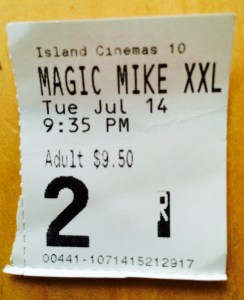 Island Cinemas 10
MAGIC MIKE XXL
Tue Jul 14
9:35 PM
Adult $9.50
2 R
00441-1071415212917